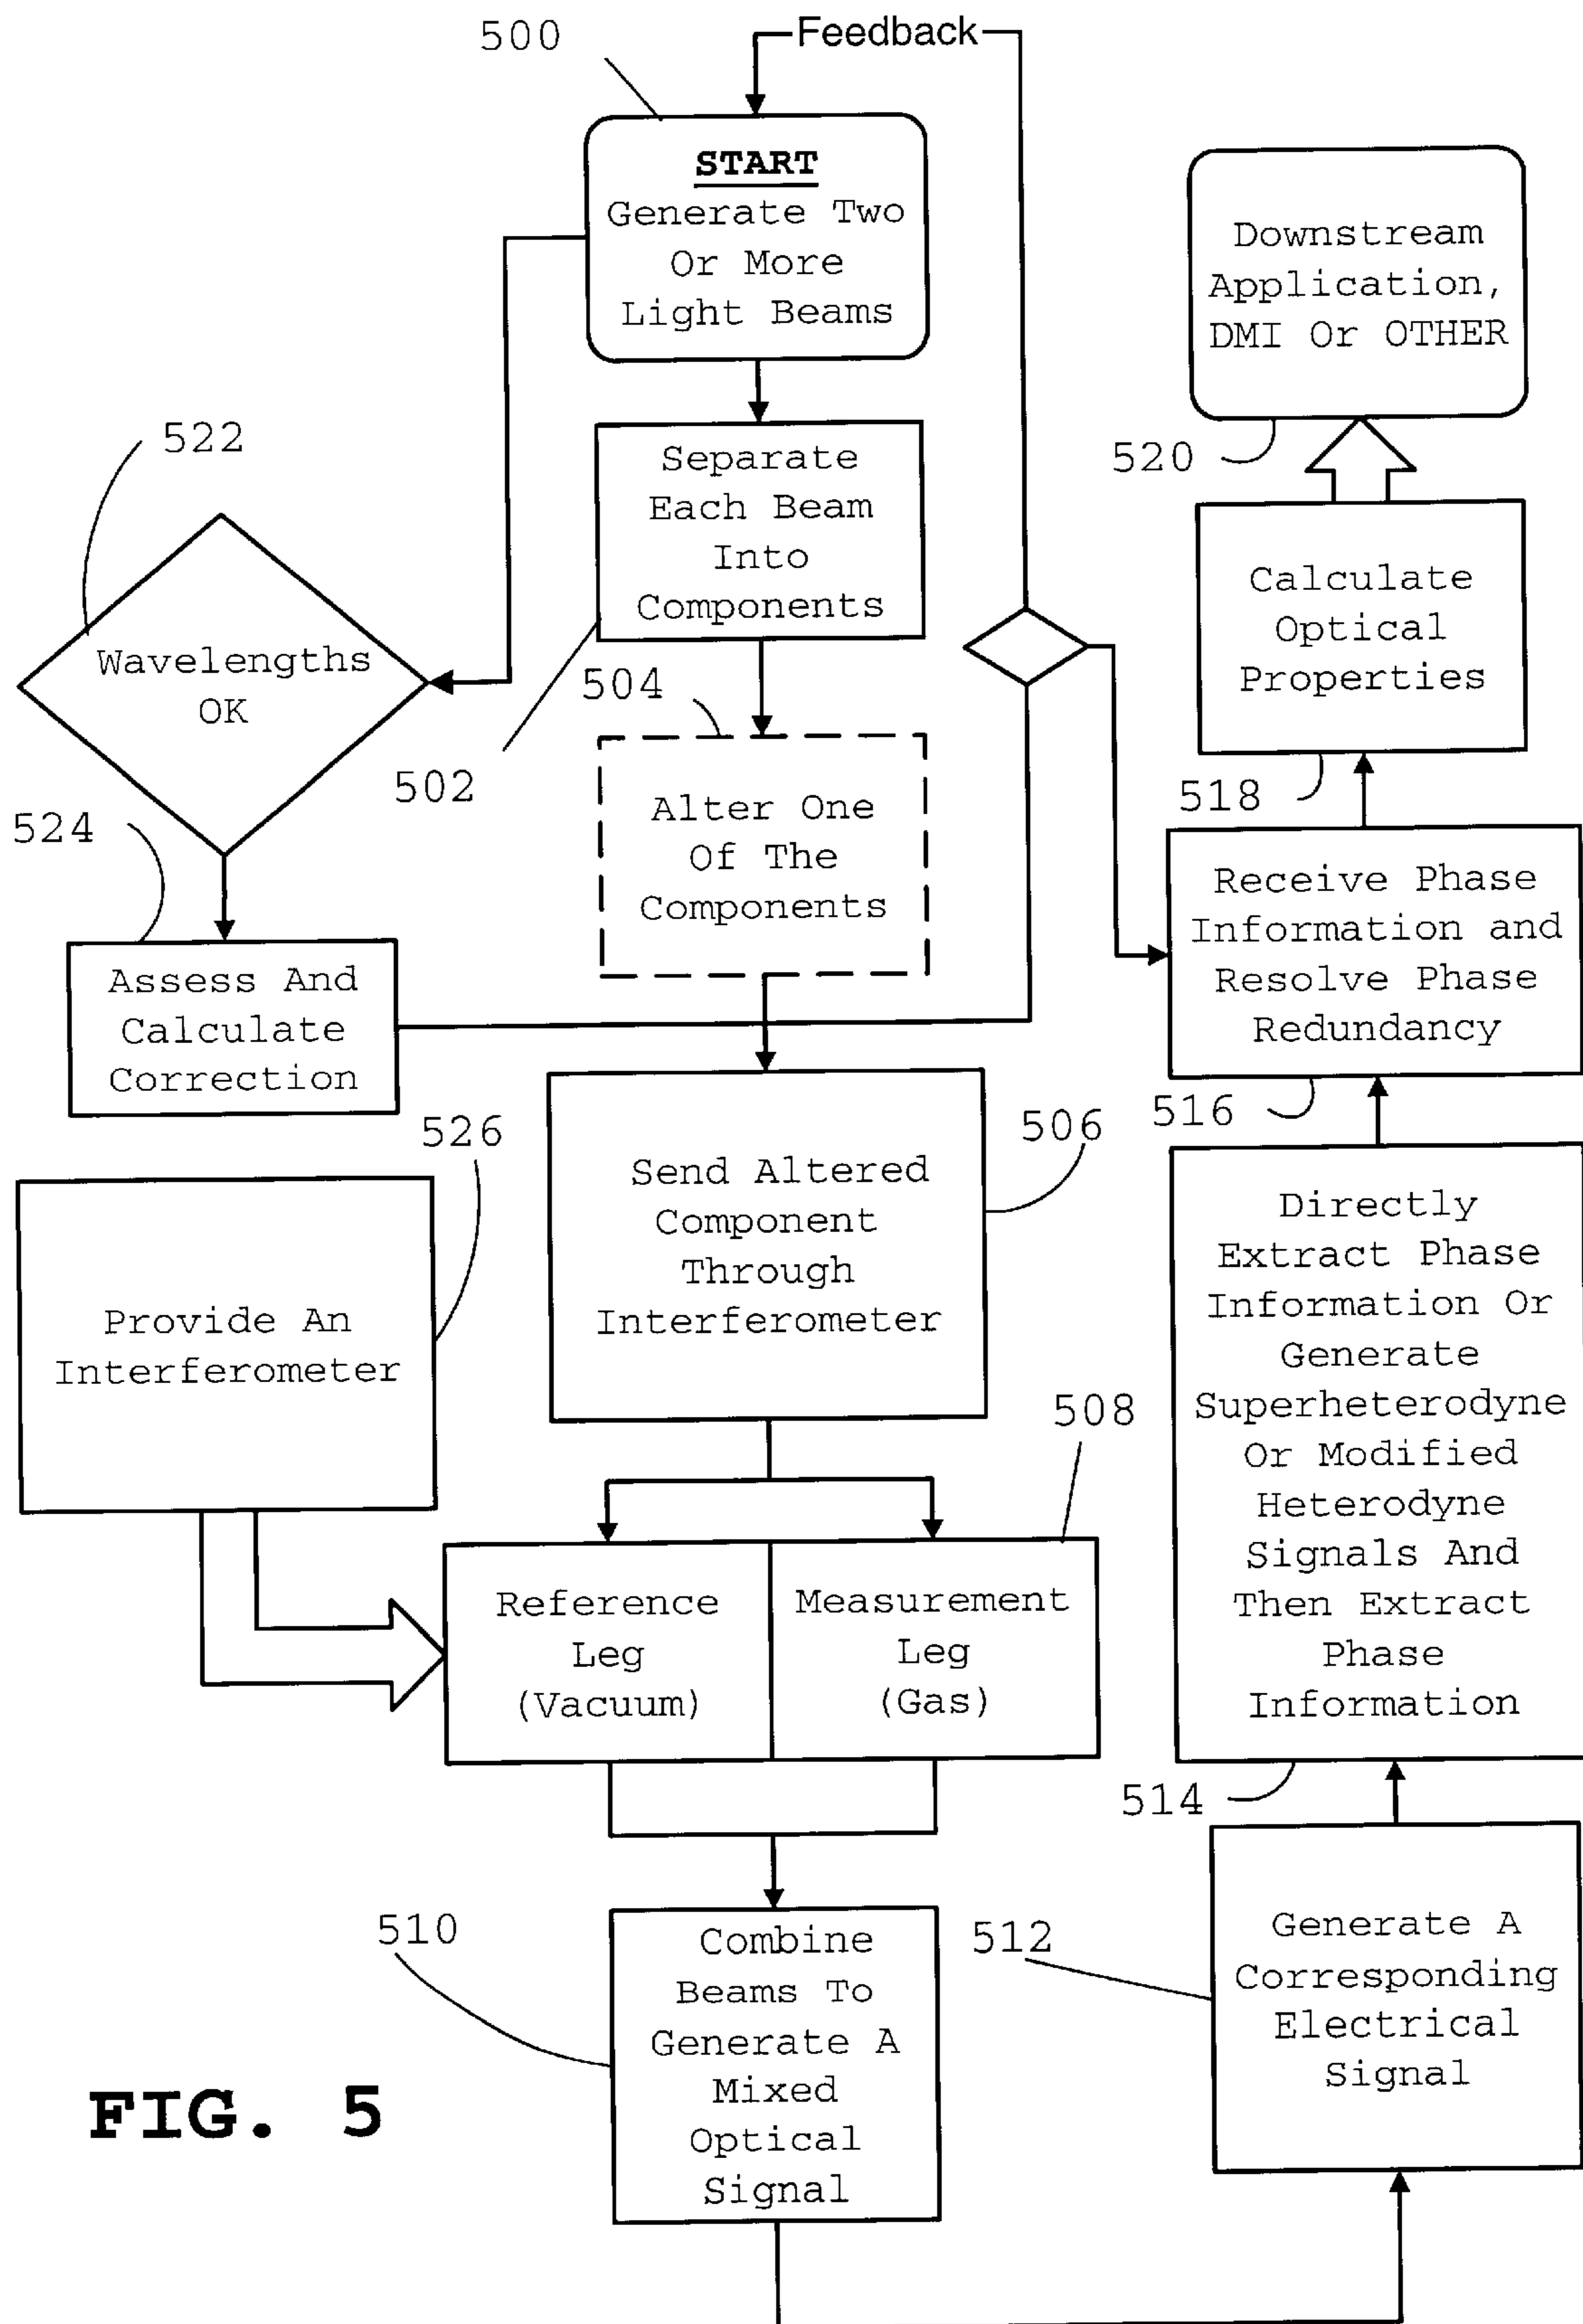 500
Feedback
START
Generate Two
Or More
Light Beams
522
Wavelengths
OK
Separate
Each Beam
Into
Components
502
504
Alter One
Of The
Components
524
Assess And
Calculate
Correction
526
Provide An
Interferometer
506
Send Altered
Component
Through
Interferometer
508
Reference
Leg
(Vacuum)
Measurement
Leg
(Gas)
510
Combine
Beams To
Generate A
Mixed
Optical
Signal
Downstream
Application,
DMI Or OTHER
520
Calculate
Optical
Properties
518
Receive Phase
Information and
Resolve Phase
Redundancy
516
Directly
Extract Phase
Information Or
Generate
Superheterodyne
Or Modified
Heterodyne
Signals And
Then Extract
Phase
Information
514
512
Generate A
Corresponding
Electrical
Signal
FIG. 5